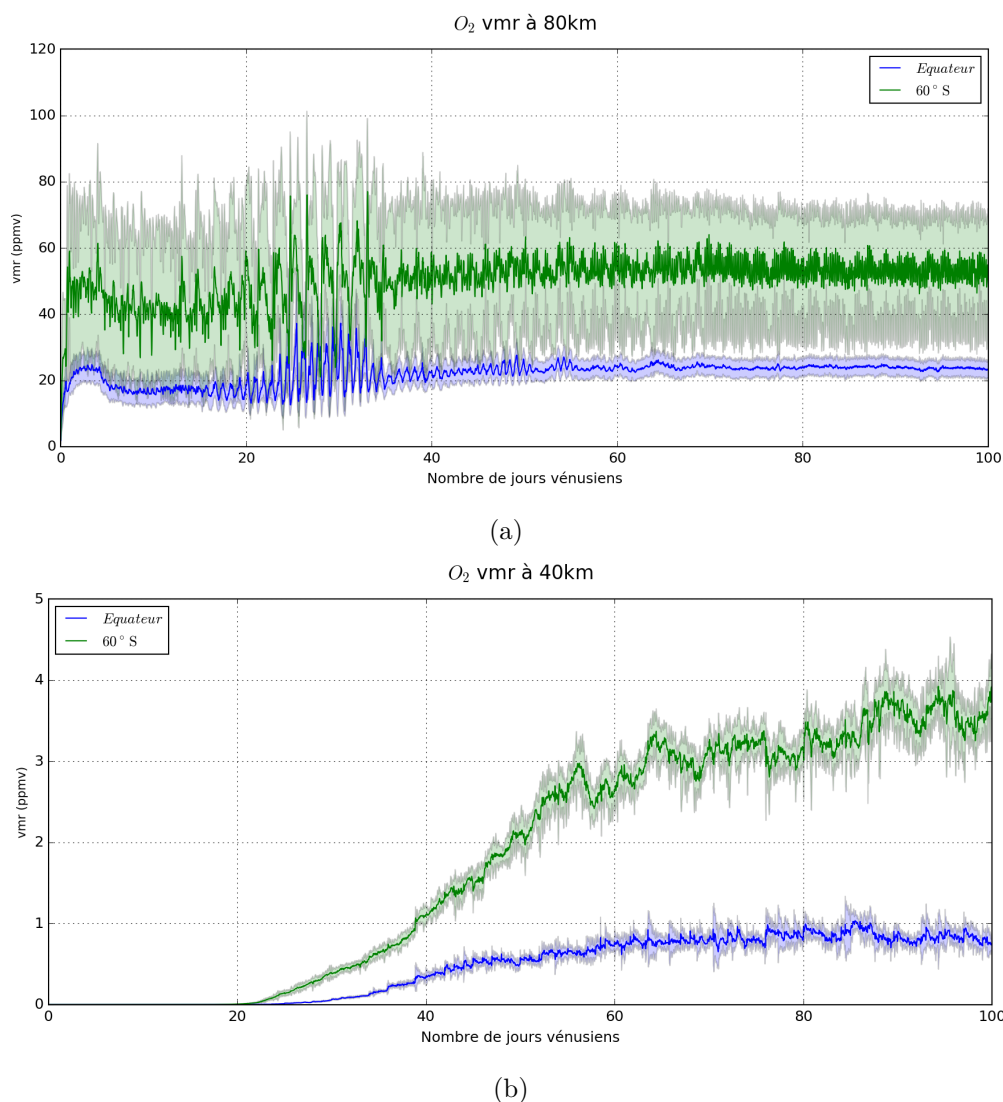 O₂ vmr à 80km
120
100
80
60
40
20
0
vmr (ppmv)
Equateur
60° S
0 20 40 60 80 100
Nombre de jours vénusiens
(a)
O₂ vmr à 40km
5
4
3
2
1
0
vmr (ppmv)
Equateur
60° S
0 20 40 60 80 100
Nombre de jours vénusiens
(b)